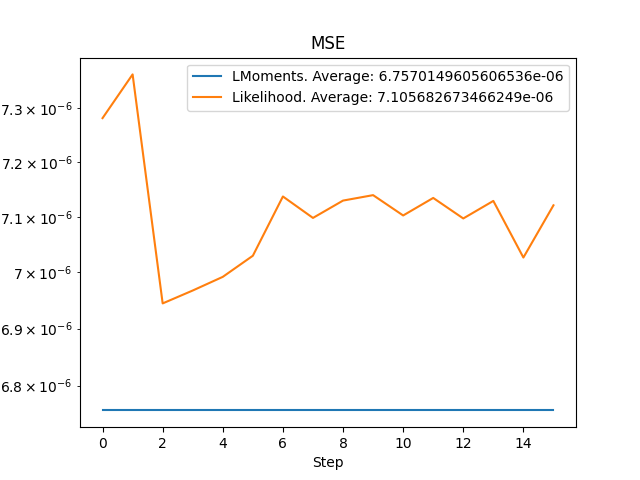 MSE
LMoments. Average: 6.7570149605606536e-06
Likelihood. Average: 7.105682673466249e-06
7.3 × 10⁻⁶
7.2 × 10⁻⁶
7.1 × 10⁻⁶
7 × 10⁻⁶
6.9 × 10⁻⁶
6.8 × 10⁻⁶
0 2 4 6 8 10 12 14
Step